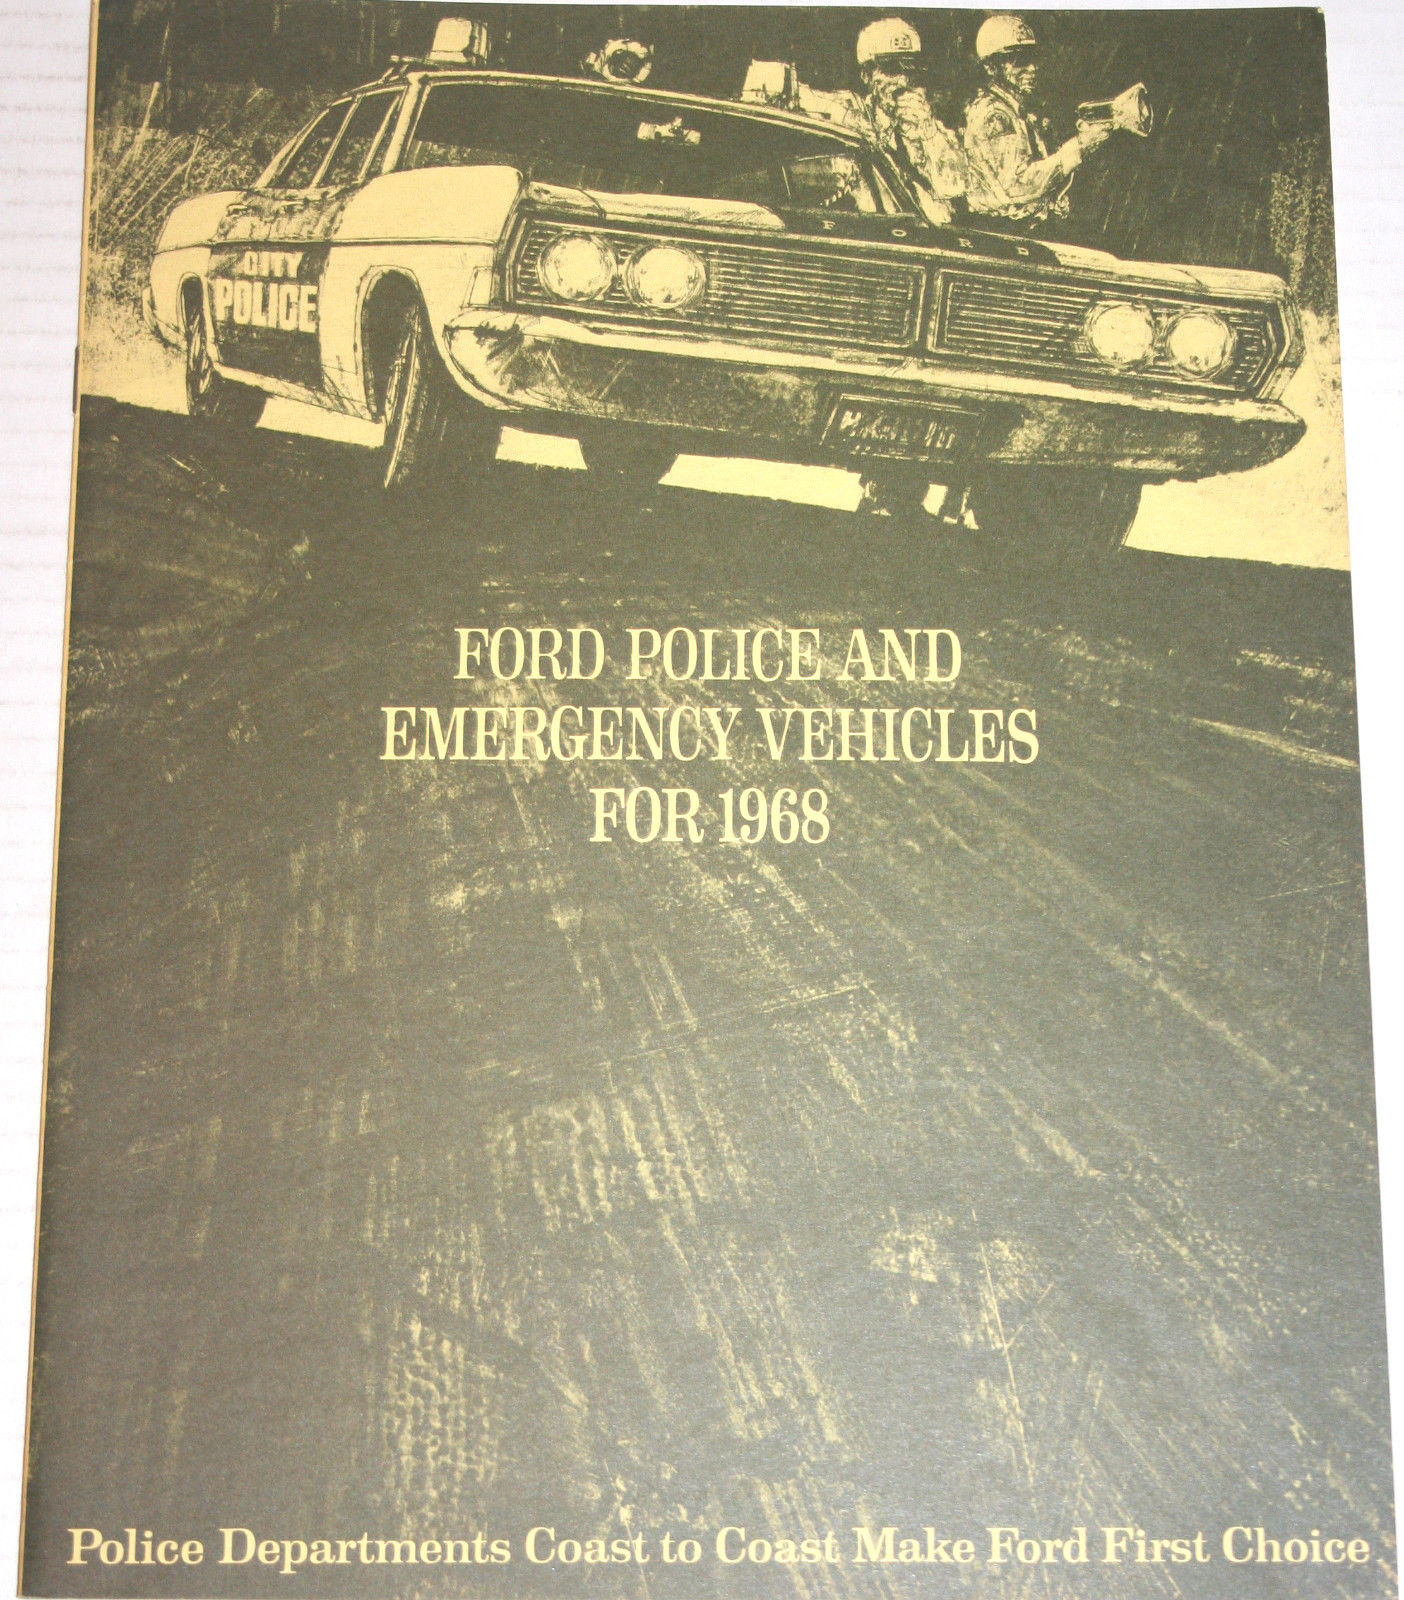 FORD
CITY
POLICE
FORD POLICE AND
EMERGENCY VEHICLES
FOR 1968
Police Departments Coast to Coast Make Ford First Choice